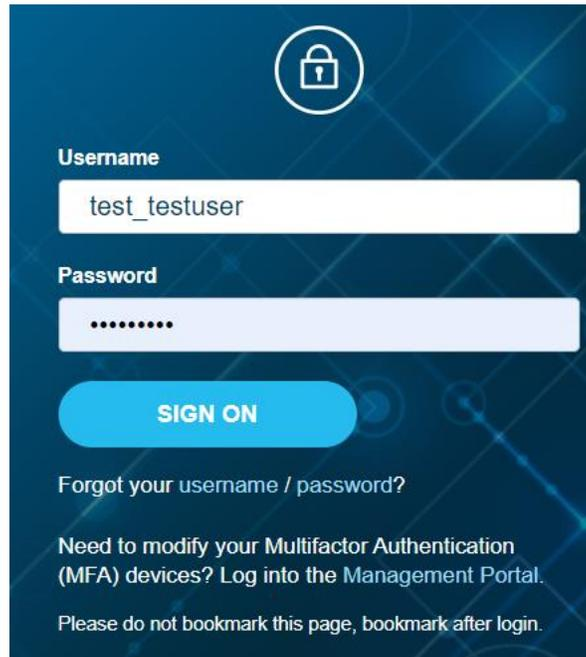 Username
test_testuser
Password
•••••••••
SIGN ON
Forgot your username / password?
Need to modify your Multifactor Authentication
(MFA) devices? Log into the Management Portal.
Please do not bookmark this page, bookmark after login.